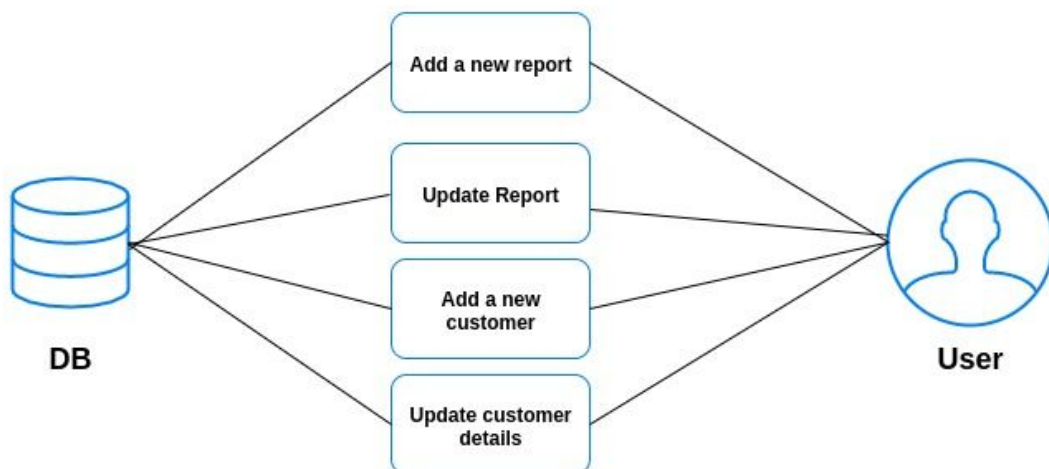 Add a new report
Update Report
Add a new
customer
DB
User
Update customer
details